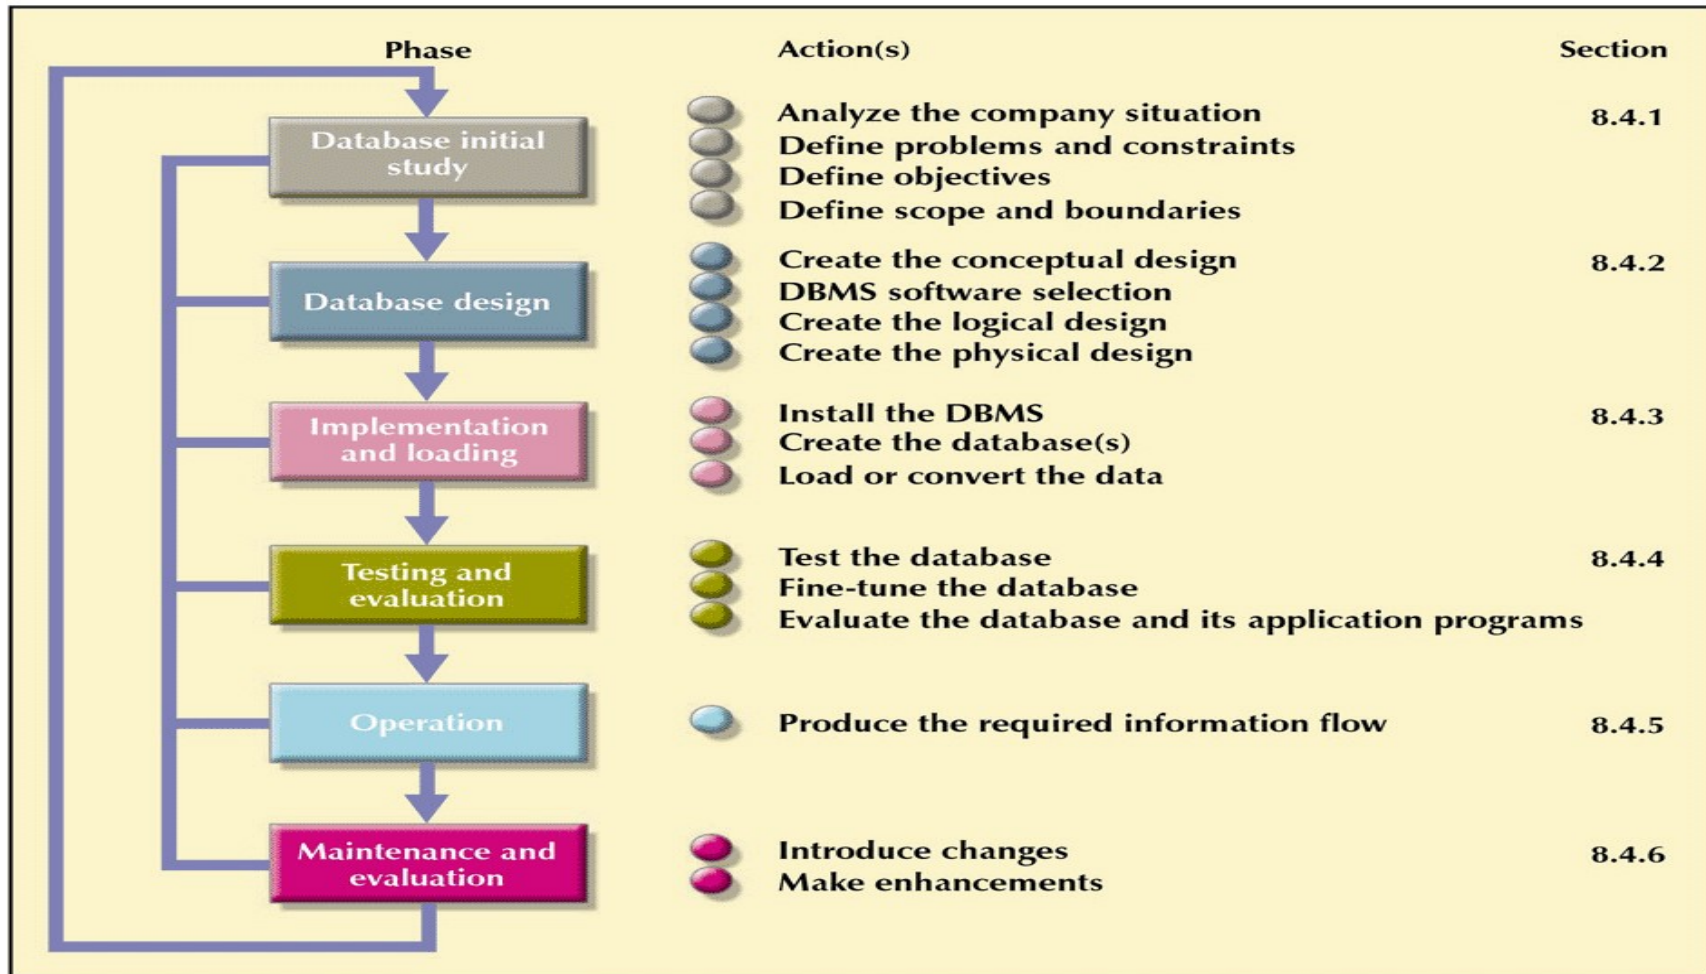 Phase Action(s) Section
Database initial
study
Analyze the company situation 8.4.1
Define problems and constraints
Define objectives
Define scope and boundaries
Database design
Create the conceptual design 8.4.2
DBMS software selection
Create the logical design
Create the physical design
Implementation
and loading
Install the DBMS 8.4.3
Create the database(s)
Load or convert the data
Testing and
evaluation
Test the database 8.4.4
Fine-tune the database
Evaluate the database and its application programs
Operation
Produce the required information flow 8.4.5
Maintenance and
evaluation
Introduce changes 8.4.6
Make enhancements